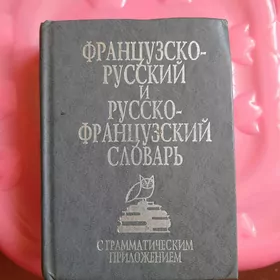 ФРАНЦУЗСКО-
РУССКИЙ
И
РУССКО-
ФРАНЦУЗСКИЙ
СЛОВАРЬ
С ГРАММАТИЧЕСКИМ
ПРИЛОЖЕНИЕМ